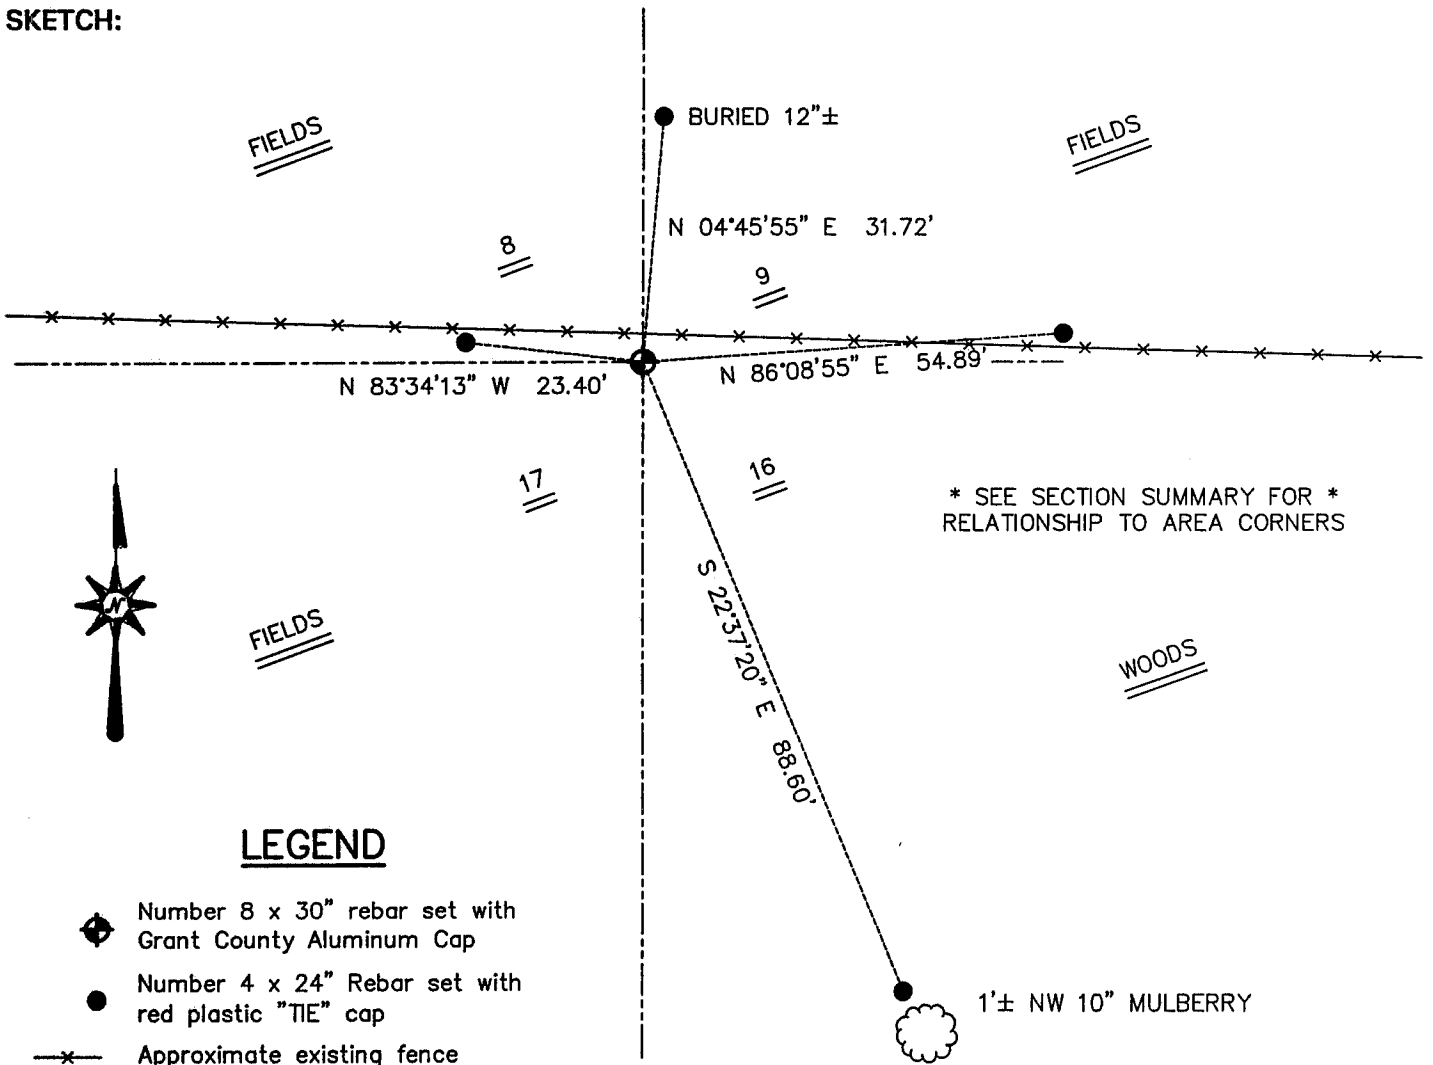 SKETCH:
BURIED 12"±
FIELDS
FIELDS
N 04°45'55" E 31.72'
8
9
N 83°34'13" W 23.40'
N 86°08'55" E 54.89'
17
16
* SEE SECTION SUMMARY FOR *
RELATIONSHIP TO AREA CORNERS
S 22°37'20" E 88.60'
N
FIELDS
WOODS
LEGEND
Number 8 x 30" rebar set with
Grant County Aluminum Cap
Number 4 x 24" Rebar set with
red plastic "TIE" cap
1'± NW 10" MULBERRY
Approximate existing fence